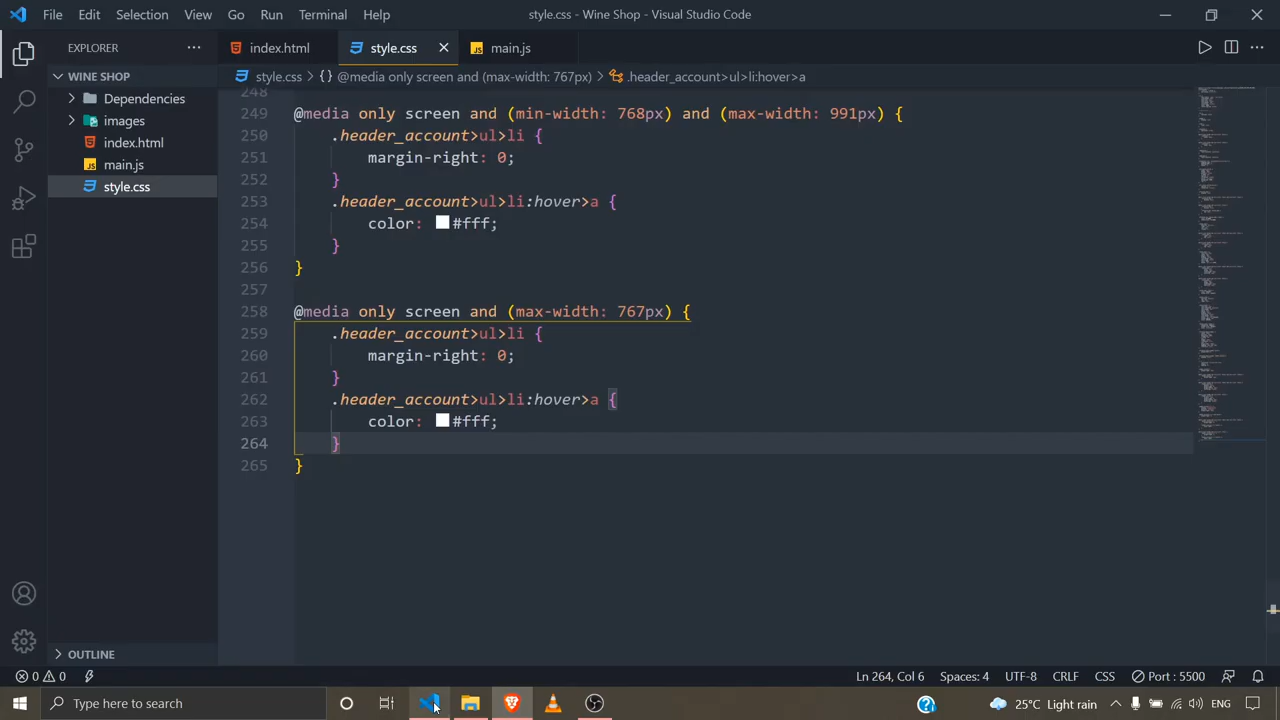 File Edit Selection View Go Run Terminal Help
style.css - Wine Shop - Visual Studio Code
EXPLORER
index.html
style.css
main.js
WINE SHOP
style.css > {} @media only screen and (max-width: 767px) > .header_account>ul>li:hover>a
Dependencies
images
index.html
main.js
style.css
248
249 @media only screen and (min-width: 768px) and (max-width: 991px) {
250 .header_account>ul>li {
251 margin-right: 0;
252 }
253 .header_account>ul>li:hover>a {
254 color: #fff;
255 }
256 }
257
258 @media only screen and (max-width: 767px) {
259 .header_account>ul>li {
260 margin-right: 0;
261 }
262 .header_account>ul>li:hover>a {
263 color: #fff;
264 }
265 }
OUTLINE
0 0
Ln 264, Col 6
Spaces: 4
UTF-8
CRLF
CSS
Port : 5500
Type here to search
25°C Light rain
ENG